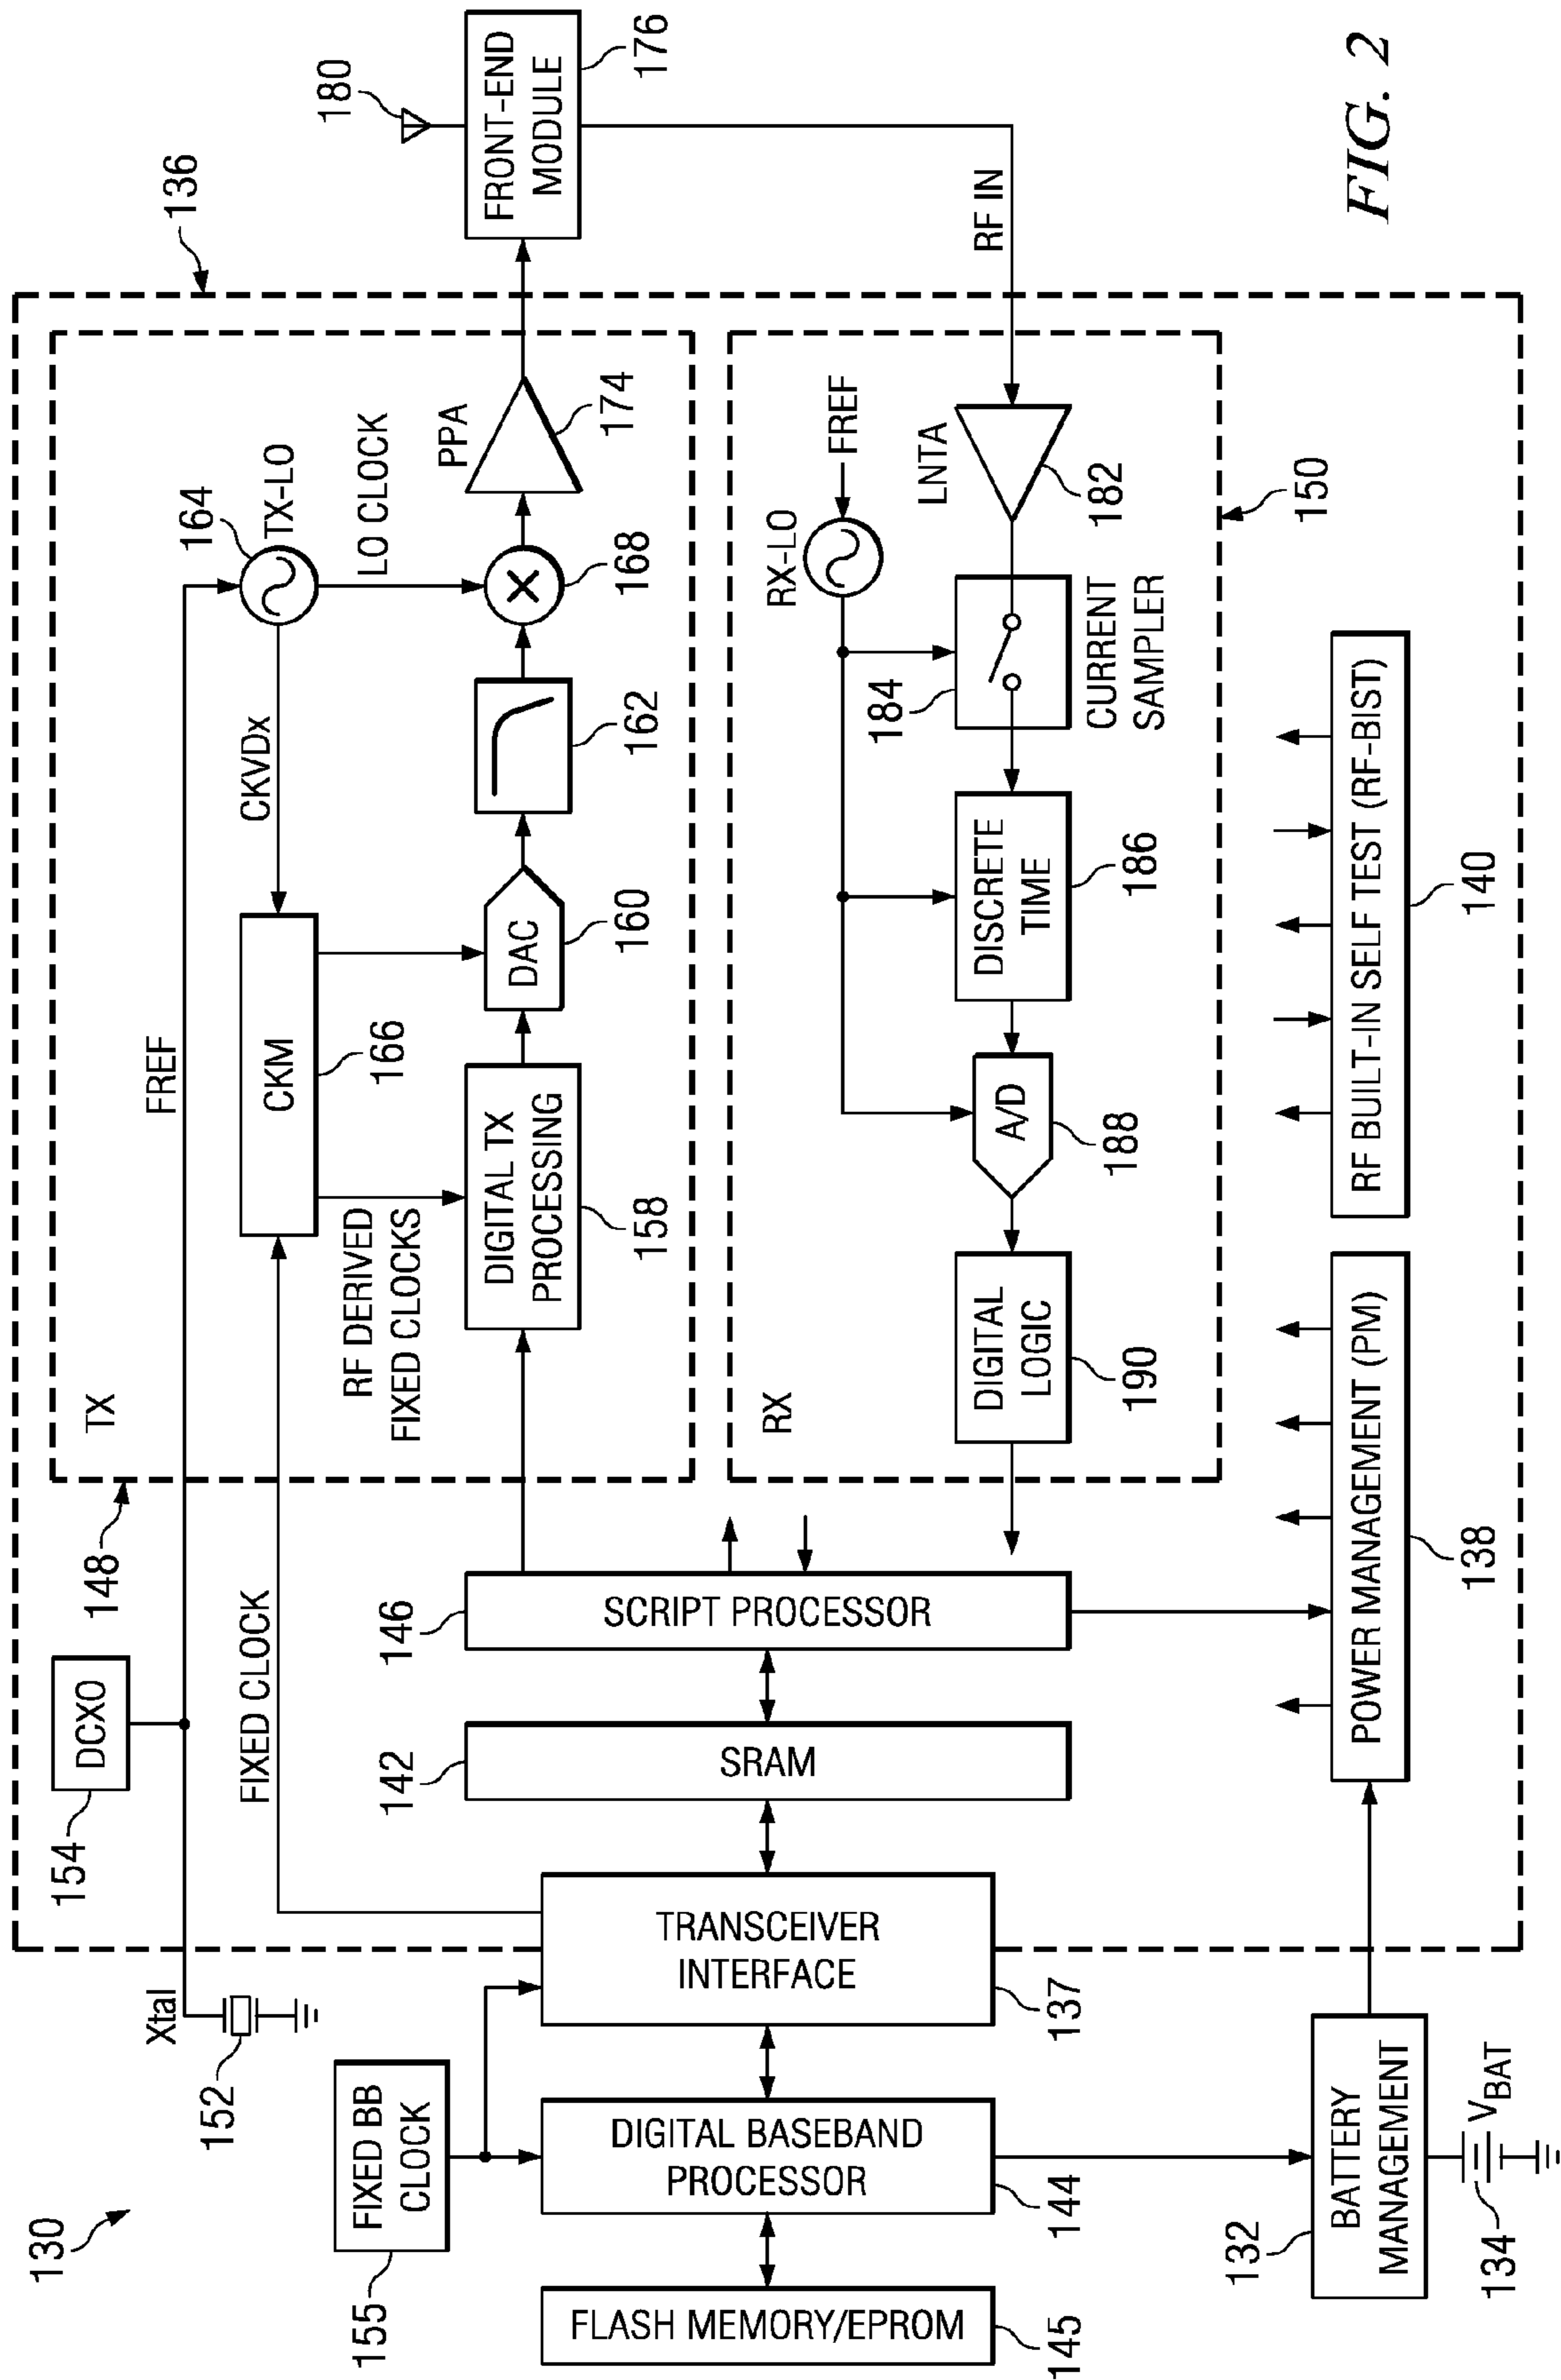 130
155
FIXED BB
CLOCK
Xtal
152
154
DCXO
148
FREF
FIXED CLOCK
136
TX
CKM
166
CKVDx
164
TX-LO
LO CLOCK
RF DERIVED
FIXED CLOCKS
DIGITAL TX
PROCESSING
158
DAC
160
162
168
PPA
174
180
FRONT-END
MODULE
176
RF IN
FLASH MEMORY/EPROM
145
DIGITAL BASEBAND
PROCESSOR
144
TRANSCEIVER
INTERFACE
137
142
SRAM
146
SCRIPT PROCESSOR
RX
RX-LO
FREF
DIGITAL
LOGIC
190
A/D
188
DISCRETE
TIME
186
184
CURRENT
SAMPLER
LNTA
182
150
132
BATTERY
MANAGEMENT
134
VBAT
POWER MANAGEMENT (PM)
138
RF BUILT-IN SELF TEST (RF-BIST)
140
FIG. 2